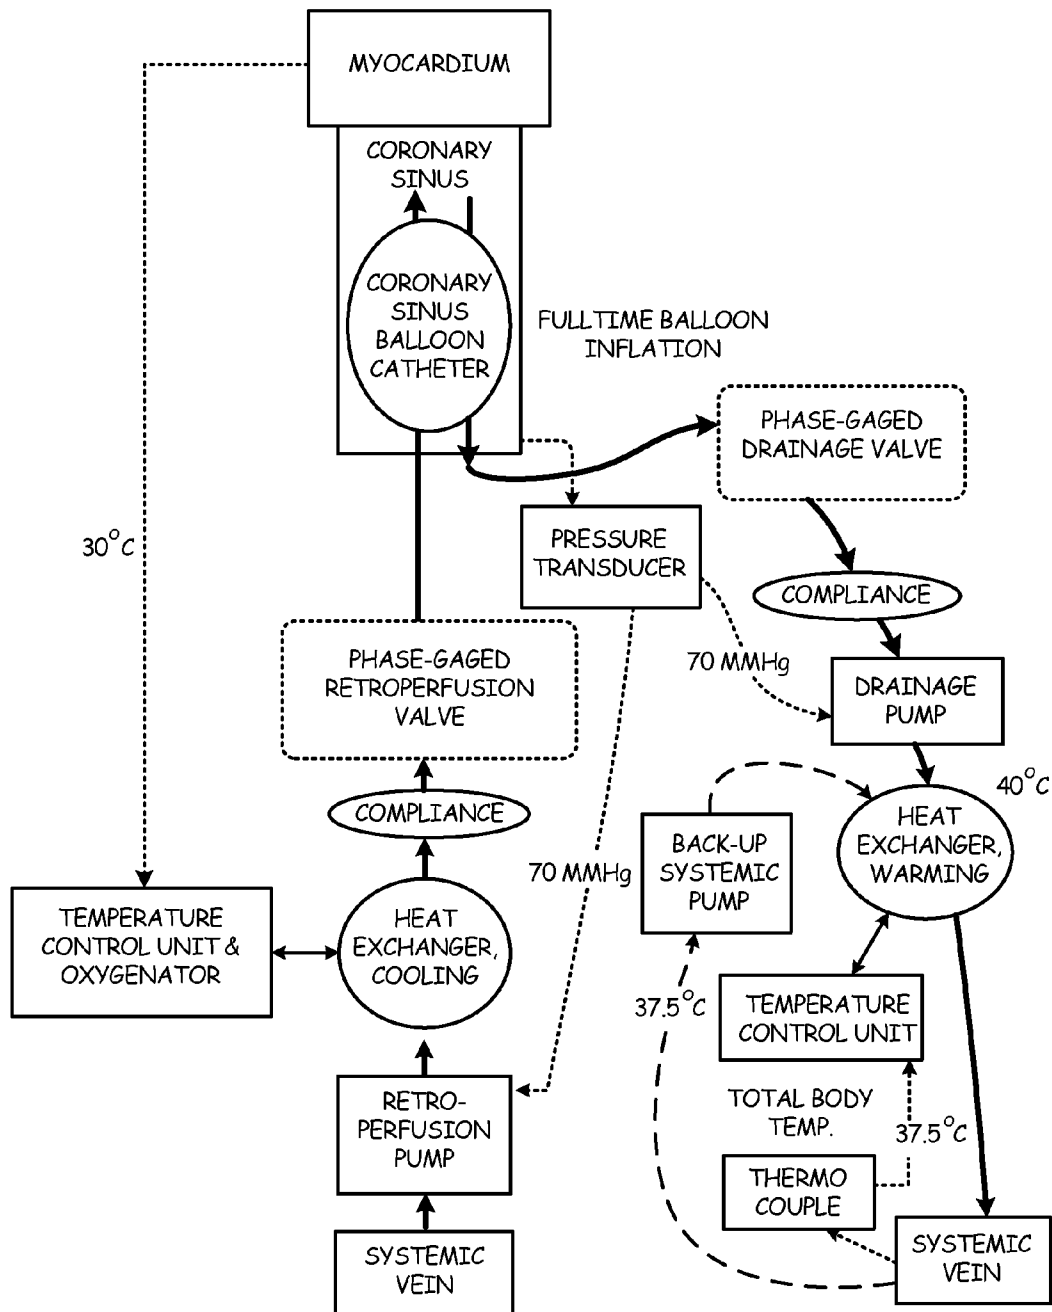 MYOCARDIUM
CORONARY
SINUS
CORONARY
SINUS
BALLOON
CATHETER
FULLTIME BALLOON
INFLATION
PHASE-GAGED
DRAINAGE VALVE
30°C
PRESSURE
TRANSDUCER
COMPLIANCE
PHASE-GAGED
RETROPERFUSION
VALVE
70 MMHg
DRAINAGE
PUMP
40°C
COMPLIANCE
HEAT
EXCHANGER,
WARMING
BACK-UP
SYSTEMIC
PUMP
70 MMHg
TEMPERATURE
CONTROL UNIT &
OXYGENATOR
HEAT
EXCHANGER,
COOLING
37.5°C
TEMPERATURE
CONTROL UNIT
RETRO-
PERFUSION
PUMP
TOTAL BODY
TEMP.
37.5°C
THERMO
COUPLE
SYSTEMIC
VEIN
SYSTEMIC
VEIN